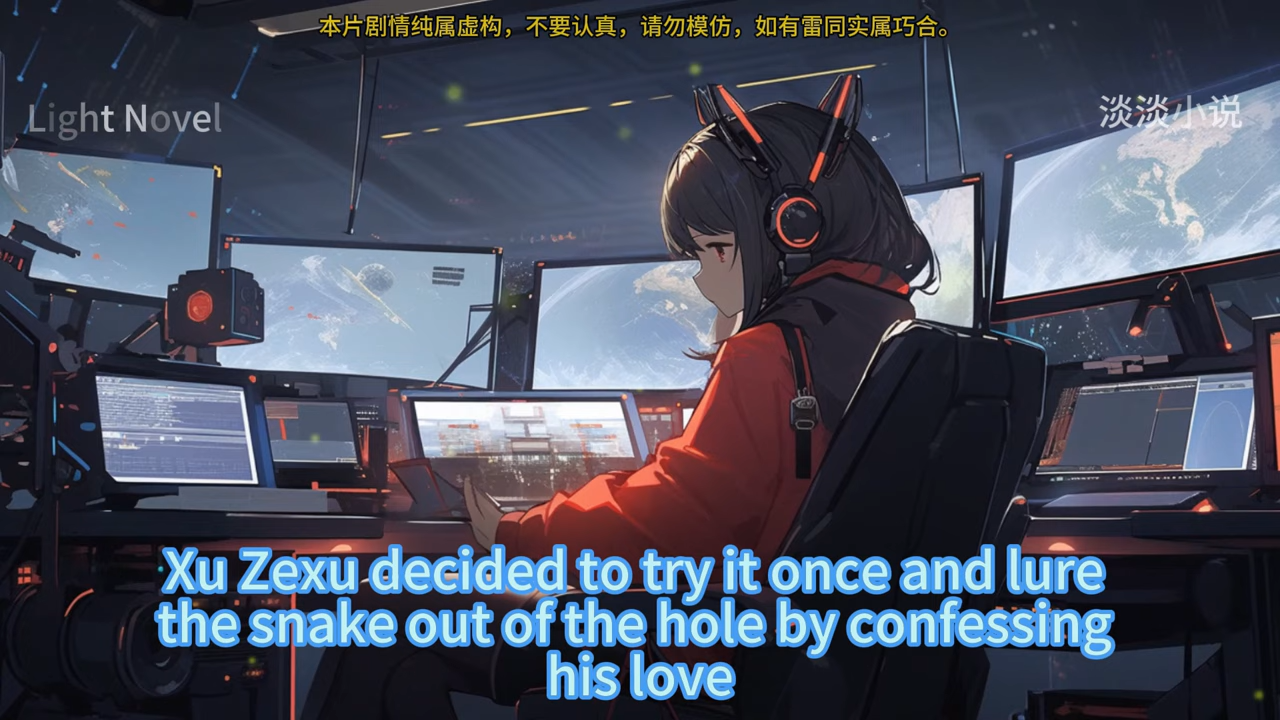 本片剧情纯属虚构，不要认真，请勿模仿，如有雷同实属巧合。
Light Novel
淡淡小说
Xu Zexu decided to try it once and lure
the snake out of the hole by confessing
his love